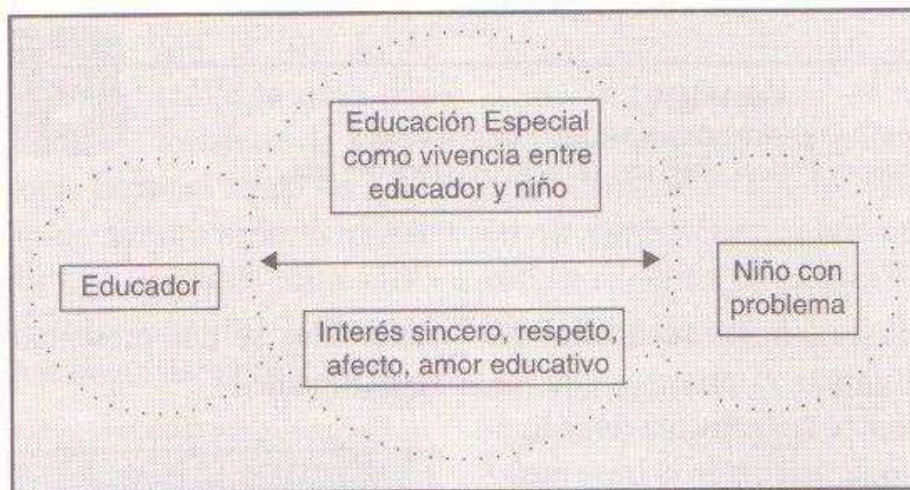 Educación Especial
como vivencia entre
educador y niño
Educador
Niño con
problema
Interés sincero, respeto,
afecto, amor educativo